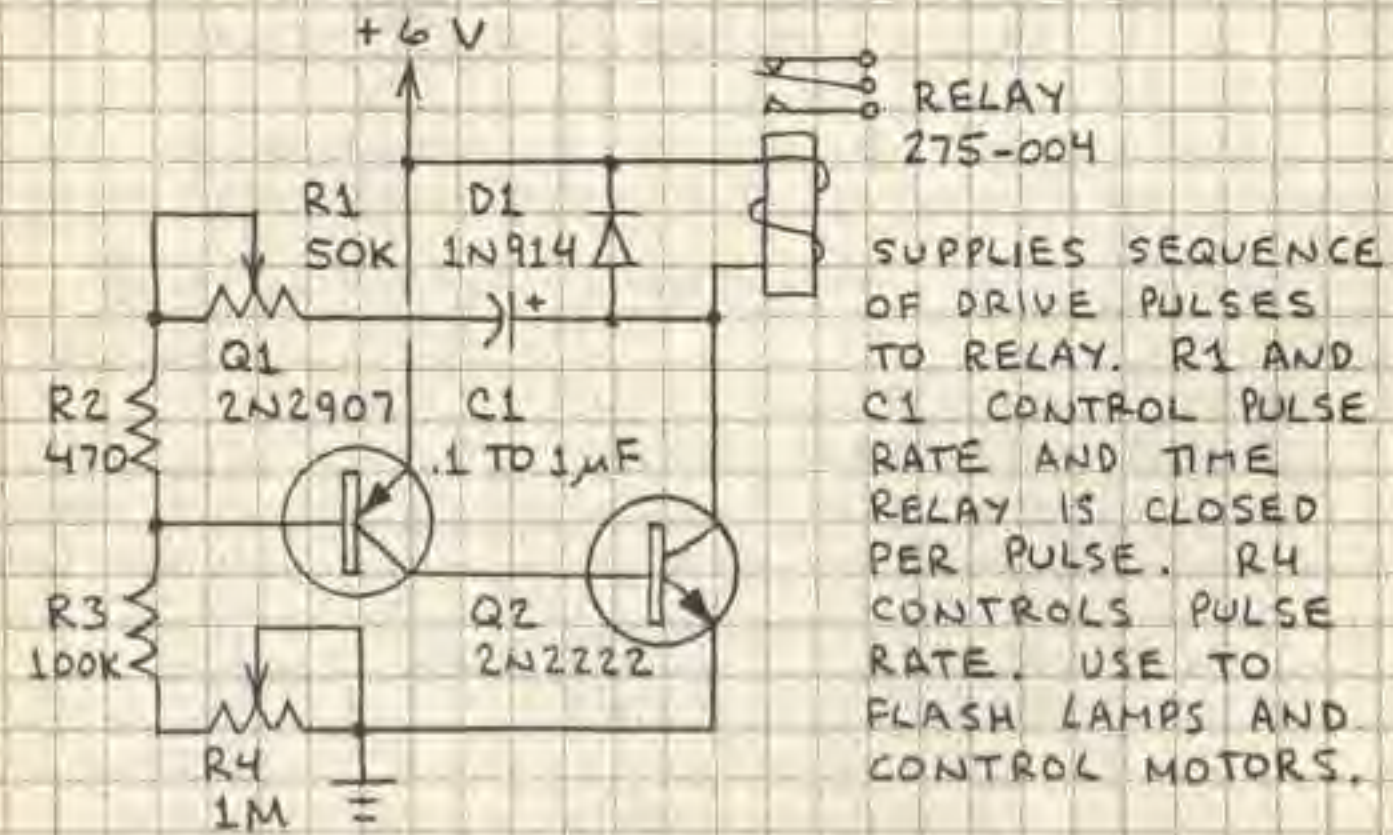 +6 V
RELAY
275-004
R1
50K
D1
1N914
+
SUPPLIES SEQUENCE
OF DRIVE PULSES
TO RELAY. R1 AND
C1 CONTROL PULSE
RATE AND TIME
RELAY IS CLOSED
PER PULSE. R4
CONTROLS PULSE
RATE. USE TO
FLASH LAMPS AND
CONTROL MOTORS.
Q1
2N2907
R2
470
C1
.1 TO 1µF
R3
100K
Q2
2N2222
R4
1M